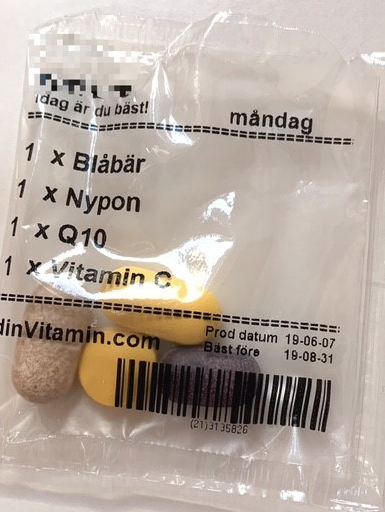 idag är du bäst!
måndag
1 x Blåbär
1 x Nypon
1 x Q10
1 x Vitamin C
dinVitamin.com
Prod datum 19-06-07
Bäst före 19-08-31
(21)3135826